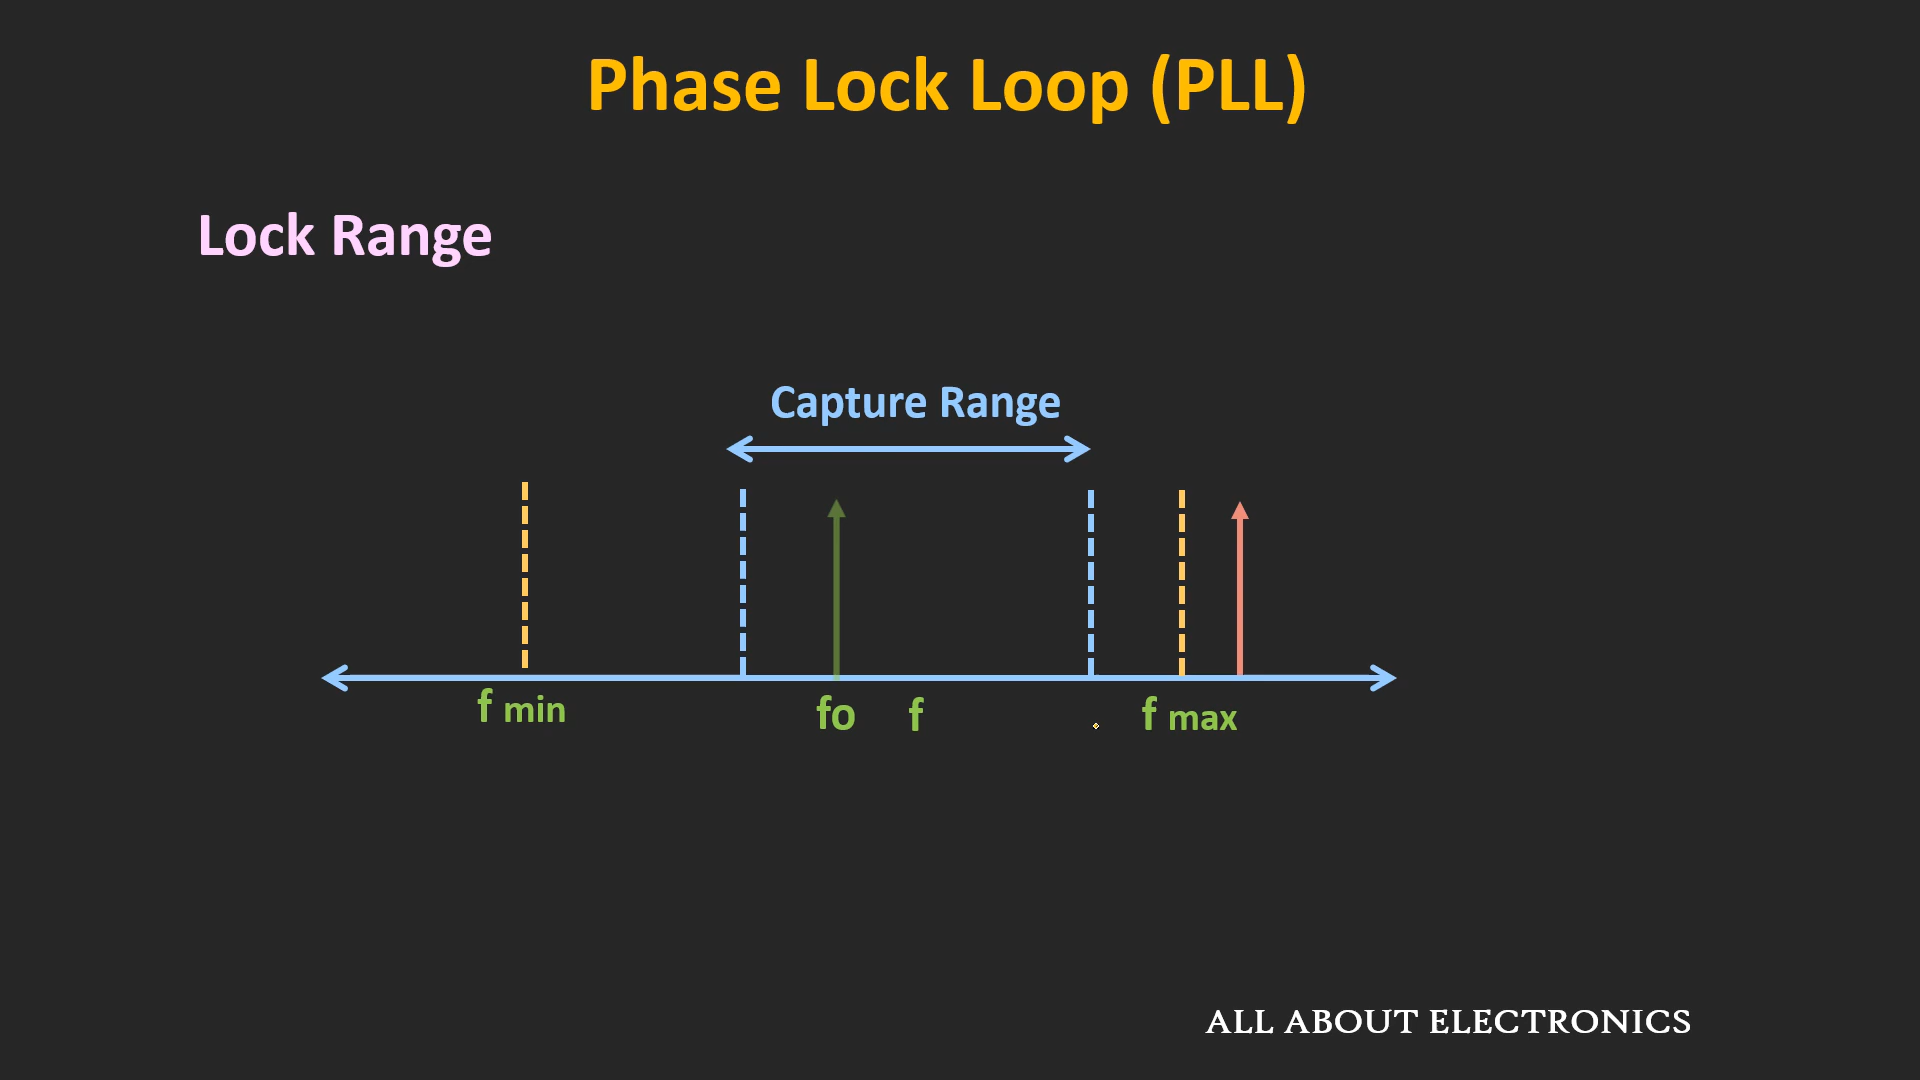 Phase Lock Loop (PLL)
Lock Range
Capture Range
f min
fo
f
f max
ALL ABOUT ELECTRONICS